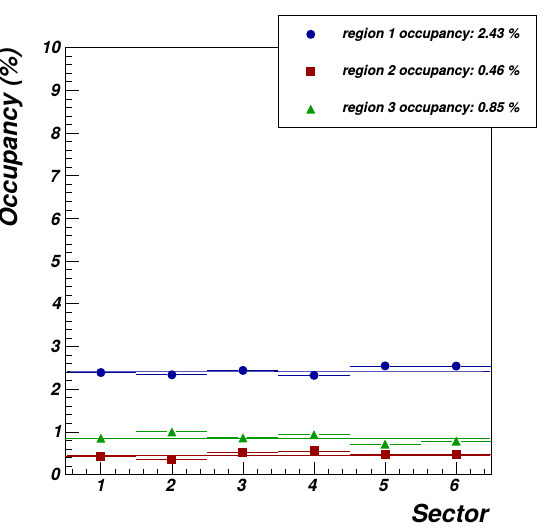 region 1 occupancy: 2.43 %
region 2 occupancy: 0.46 %
region 3 occupancy: 0.85 %
Occupancy (%)
10
9
8
7
6
5
4
3
2
1
0
1 2 3 4 5 6
Sector